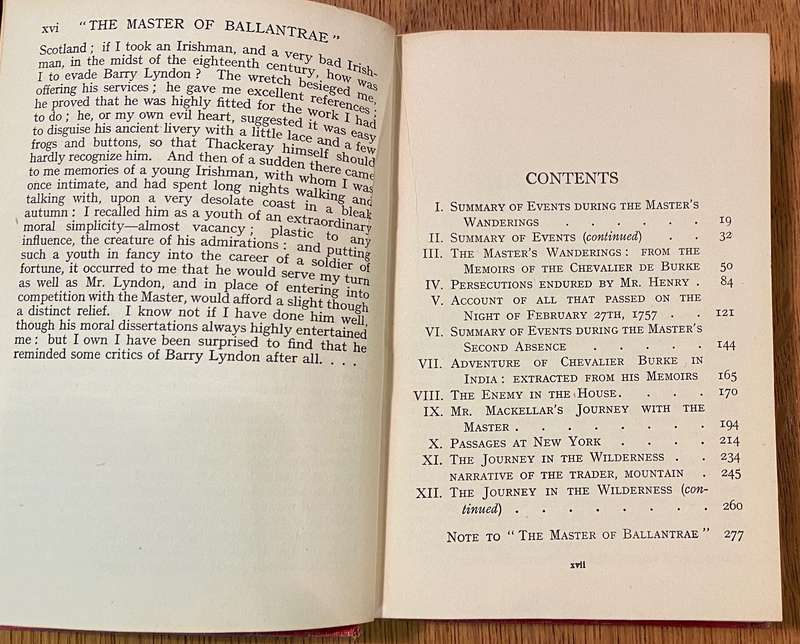 xvi "THE MASTER OF BALLANTRAE"
Scotland; if I took an Irishman, and a very bad Irish-
man, in the midst of the eighteenth century, how was
I to evade Barry Lyndon? The wretch besieged me,
offering his services; he gave me excellent references;
he proved that he was highly fitted for the work I had
to do; he, or my own evil heart, suggested it was easy
to disguise his ancient livery with a little lace and a few
frogs and buttons, so that Thackeray himself should
hardly recognize him. And then of a sudden there came
to me memories of a young Irishman, with whom I was
once intimate, and had spent long nights walking and
talking with, upon a very desolate coast in a bleak
autumn: I recalled him as a youth of an extraordinary
moral simplicity—almost vacancy; plastic to any
influence, the creature of his admirations: and putting
such a youth in fancy into the career of a soldier of
fortune, it occurred to me that he would serve my turn
as well as Mr. Lyndon, and in place of entering into
competition with the Master, would afford a slight though
a distinct relief. I know not if I have done him well,
though his moral dissertations always highly entertained
me: but I own I have been surprised to find that he
reminded some critics of Barry Lyndon after all. . . .
CONTENTS
I. Summary of Events during the Master's
Wanderings . . . . . . 19
II. Summary of Events (continued) . . 32
III. The Master's Wanderings: from the
Memoirs of the Chevalier de Burke 50
IV. Persecutions endured by Mr. Henry . 84
V. Account of all that passed on the
Night of February 27th, 1757 . . 121
VI. Summary of Events during the Master's
Second Absence . . . . . 144
VII. Adventure of Chevalier Burke in
India: extracted from his Memoirs 165
VIII. The Enemy in the House. . . . 170
IX. Mr. Mackellar's Journey with the
Master . . . . . . . 194
X. Passages at New York . . . . 214
XI. The Journey in the Wilderness . . 234
narrative of the trader, mountain . 245
XII. The Journey in the Wilderness (con-
tinued) . . . . . . . . 260
Note to "The Master of Ballantrae" 277
xvii